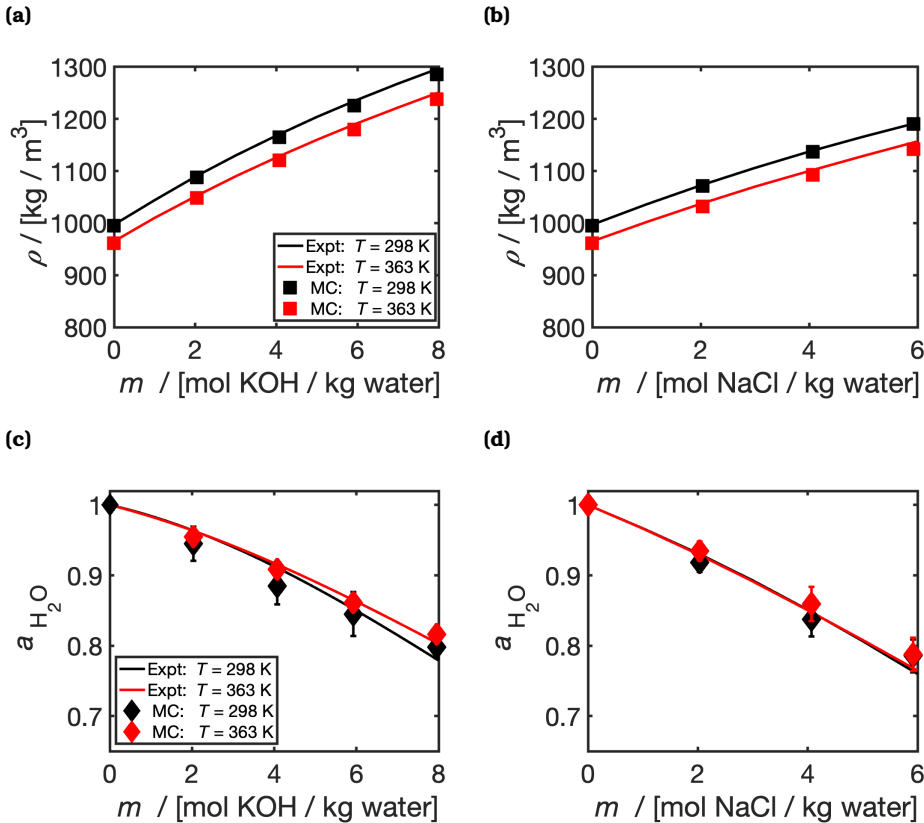 (a)
1300
1200
1100
1000
900
800
ρ / [kg / m³]
Expt: T = 298 K
Expt: T = 363 K
MC: T = 298 K
MC: T = 363 K
0 2 4 6 8
m / [mol KOH / kg water]
(b)
1300
1200
1100
1000
900
800
ρ / [kg / m³]
0 2 4 6
m / [mol NaCl / kg water]
(c)
1
0.9
0.8
0.7
a H₂O
Expt: T = 298 K
Expt: T = 363 K
MC: T = 298 K
MC: T = 363 K
0 2 4 6 8
m / [mol KOH / kg water]
(d)
1
0.9
0.8
0.7
a H₂O
0 2 4 6
m / [mol NaCl / kg water]